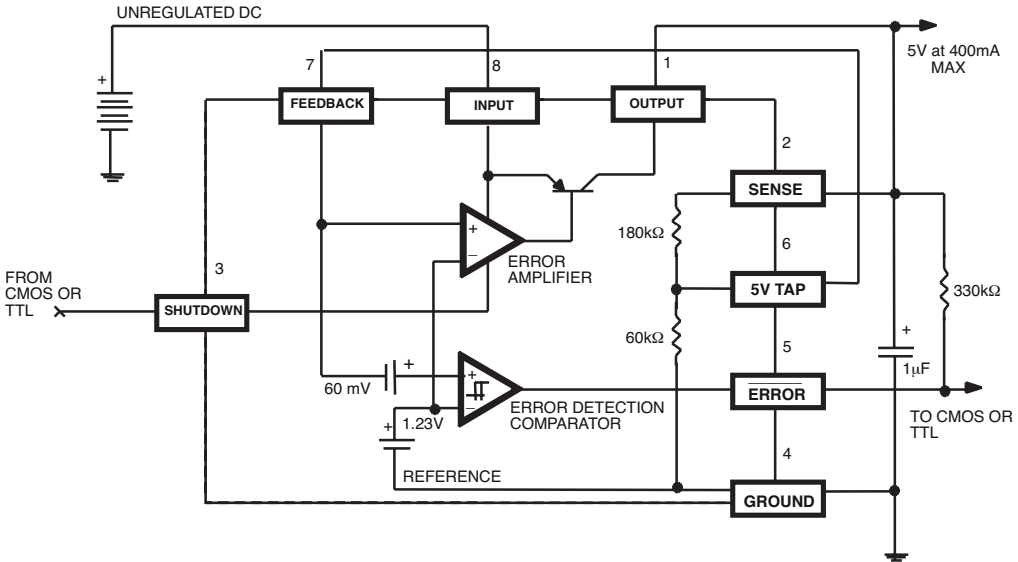 UNREGULATED DC
+
7
8
1
5V at 400mA
MAX
FEEDBACK
INPUT
OUTPUT
2
SENSE
180kΩ
6
+
−
ERROR
AMPLIFIER
FROM
CMOS OR
TTL
3
SHUTDOWN
5V TAP
330kΩ
60kΩ
5
+
1µF
60 mV
+
+
−
ERROR DETECTION
COMPARATOR
ERROR
TO CMOS OR
TTL
+
1.23V
4
REFERENCE
GROUND